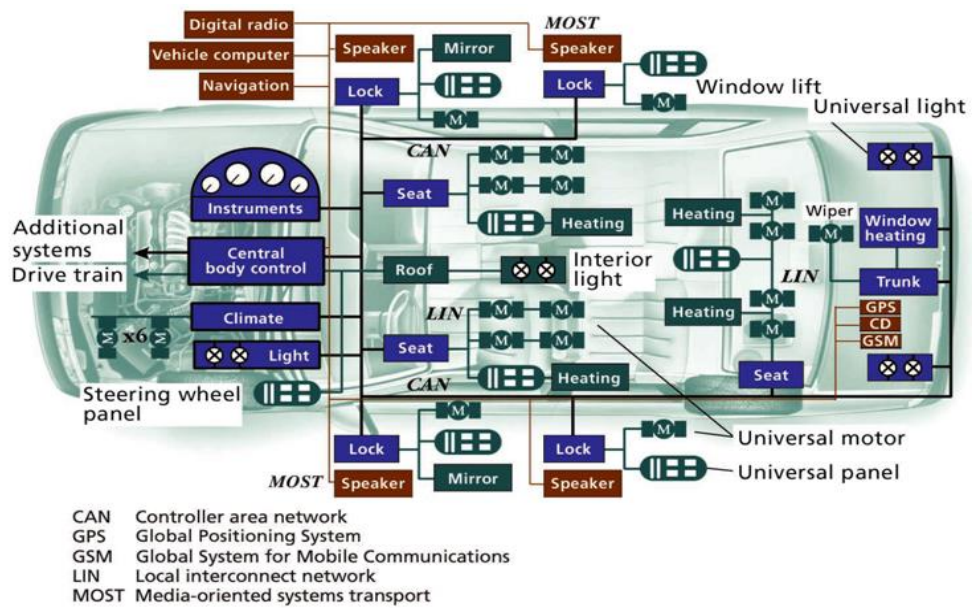 Digital radio
MOST
Speaker
Mirror
Speaker
Vehicle computer
Navigation
Lock
Lock
Window lift
M
M
Universal light
CAN
M
M
Seat
M
M
Instruments
Heating
Heating
M
Wiper
M
M
Window
heating
Additional
systems
Drive train
Central
body control
Roof
Interior
light
LIN
Trunk
GPS
CD
GSM
Climate
LIN
M
M
Heating
M
M
x6
M
M
Light
Seat
M
M
Heating
Seat
Steering wheel
panel
CAN
M
M
Universal motor
Lock
Lock
Universal panel
MOST
Speaker
Mirror
Speaker
CAN Controller area network
GPS Global Positioning System
GSM Global System for Mobile Communications
LIN Local interconnect network
MOST Media-oriented systems transport